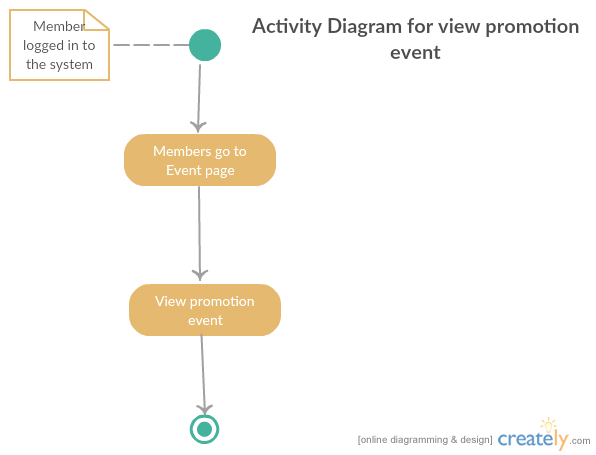 Member
logged in to
the system
Activity Diagram for view promotion
event
Members go to
Event page
View promotion
event
[online diagramming & design] creately.com